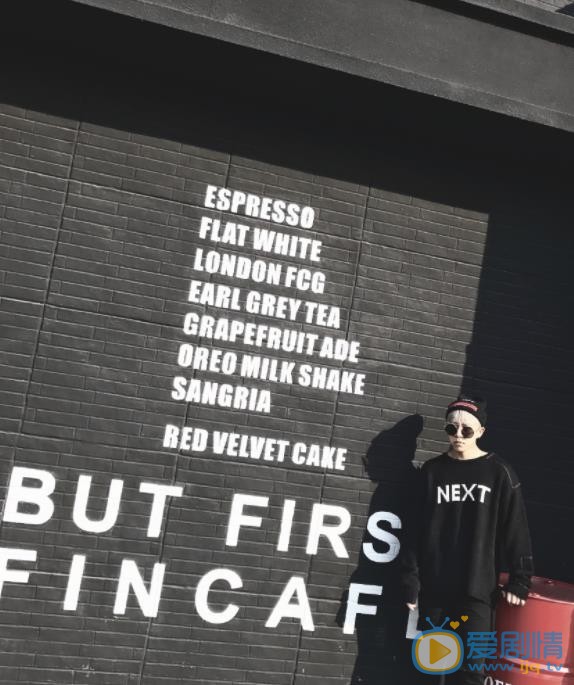 ESPRESSO
FLAT WHITE
LONDON FCG
EARL GREY TEA
GRAPEFRUIT ADE
OREO MILK SHAKE
SANGRIA
RED VELVET CAKE
BUT FIRS
FINCAF
NEXT
爱剧情